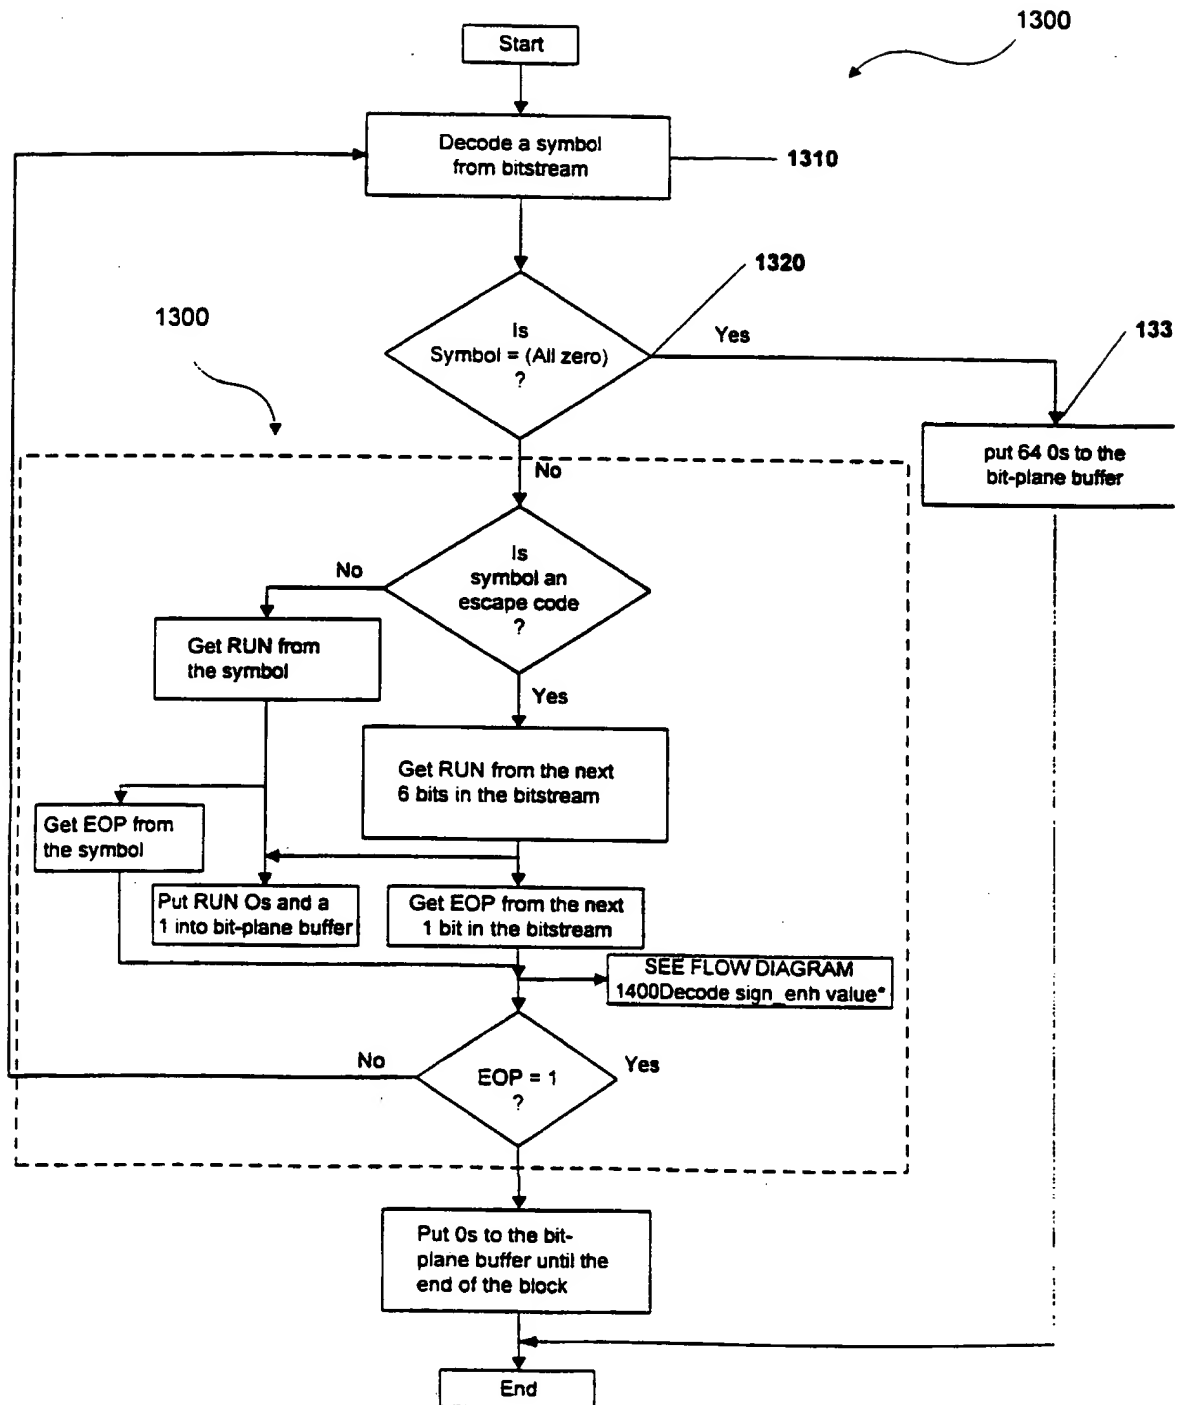 1300
Start
Decode a symbol
from bitstream
1310
1320
Is
Symbol = (All zero)
?
Yes
133
1300
put 64 0s to the
bit-plane buffer
No
Is
symbol an
escape code
?
No
Get RUN from
the symbol
Yes
Get RUN from the next
6 bits in the bitstream
Get EOP from
the symbol
Put RUN Os and a
1 into bit-plane buffer
Get EOP from the next
1 bit in the bitstream
SEE FLOW DIAGRAM
1400Decode sign_enh value*
No
Yes
EOP = 1
?
Put 0s to the bit-
plane buffer until the
end of the block
End